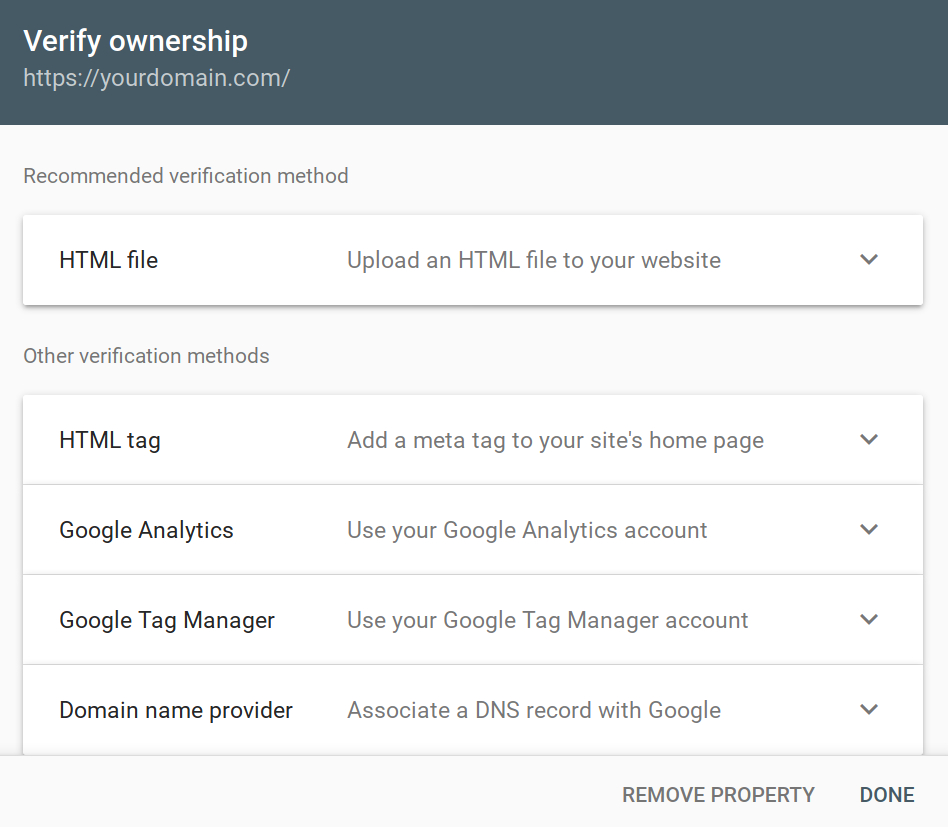 Verify ownership
https://yourdomain.com/
Recommended verification method
HTML file Upload an HTML file to your website
Other verification methods
HTML tag Add a meta tag to your site's home page
Google Analytics Use your Google Analytics account
Google Tag Manager Use your Google Tag Manager account
Domain name provider Associate a DNS record with Google
REMOVE PROPERTY DONE